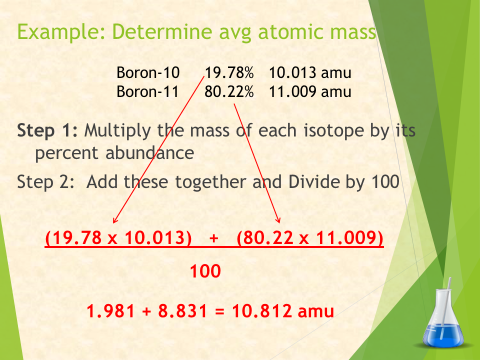 Example: Determine avg atomic mass
Boron-10 19.78% 10.013 amu
Boron-11 80.22% 11.009 amu
Step 1: Multiply the mass of each isotope by its
percent abundance
Step 2: Add these together and Divide by 100
(19.78 x 10.013) + (80.22 x 11.009)
100
1.981 + 8.831 = 10.812 amu